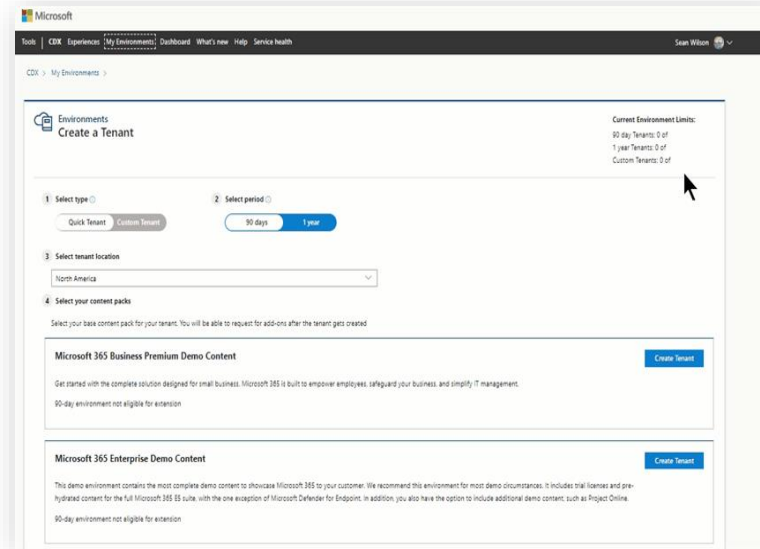 Microsoft
Tools | CDX Experiences My Environments Dashboard What's new Help Service health Sean Wilson
CDX > My Environments >
Environments
Create a Tenant
Current Environment Limits:
90 day Tenants: 0 of
1 year Tenants: 0 of
Custom Tenants: 0 of
1 Select type
2 Select period
Quick Tenant Custom Tenant
90 days 1 year
3 Select tenant location
North America
4 Select your content packs
Select your base content pack for your tenant. You will be able to request for add-ons after the tenant gets created
Microsoft 365 Business Premium Demo Content
Create Tenant
Get started with the complete solution designed for small business. Microsoft 365 is built to empower employees, safeguard your business, and simplify IT management.
90-day environment not eligible for extension
Microsoft 365 Enterprise Demo Content
Create Tenant
This demo environment contains the most complete demo content to showcase Microsoft 365 to your customer. We recommend this environment for most demo circumstances. It includes trial licenses and pre-
hydrated content for the full Microsoft 365 E5 suite, with the one exception of Microsoft Defender for Endpoint. In addition, you also have the option to include additional demo content, such as Project Online.
90-day environment not eligible for extension